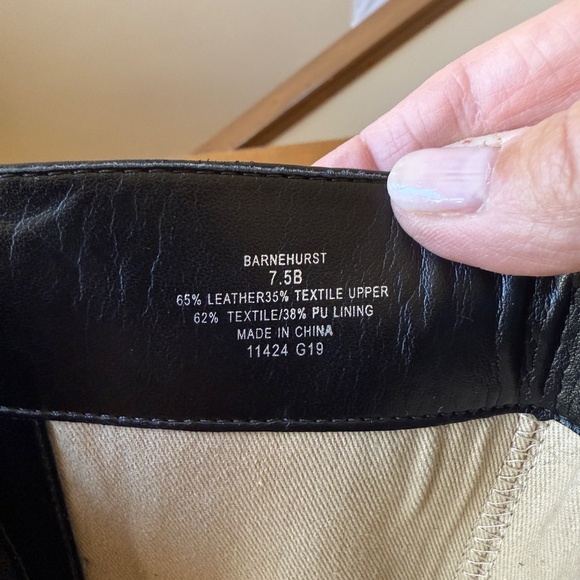 BARNEHURST
7.5B
65% LEATHER35% TEXTILE UPPER
62% TEXTILE/38% PU LINING
MADE IN CHINA
11424 G19